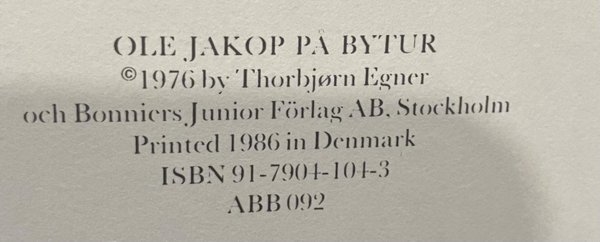 OLE JAKOP PÅ BYTUR
©1976 by Thorbjørn Egner
och Bonniers Junior Förlag AB, Stockholm
Printed 1986 in Denmark
ISBN 91-7904-104-3
ABB 092